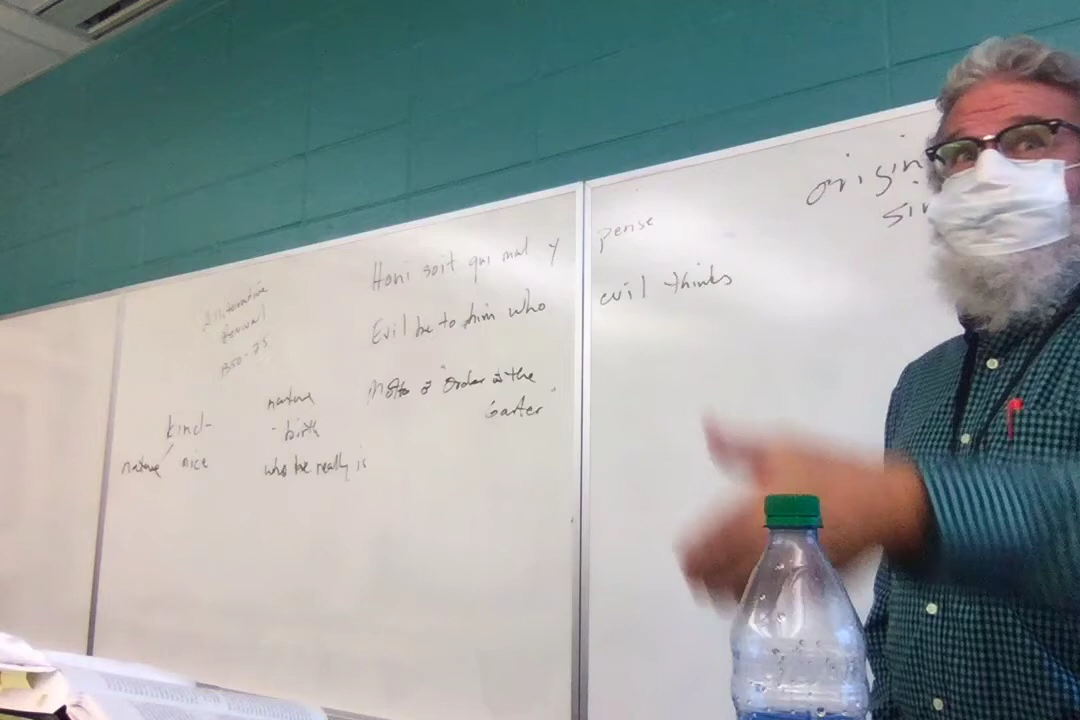 origin
sin
Honi soit qui mal y pense
Evil be to him who evil thinks
Motto of "Order of the
Garter"
Alliterative
Revival
1350-
kind-
nature nice
nature
- birth
who he really is